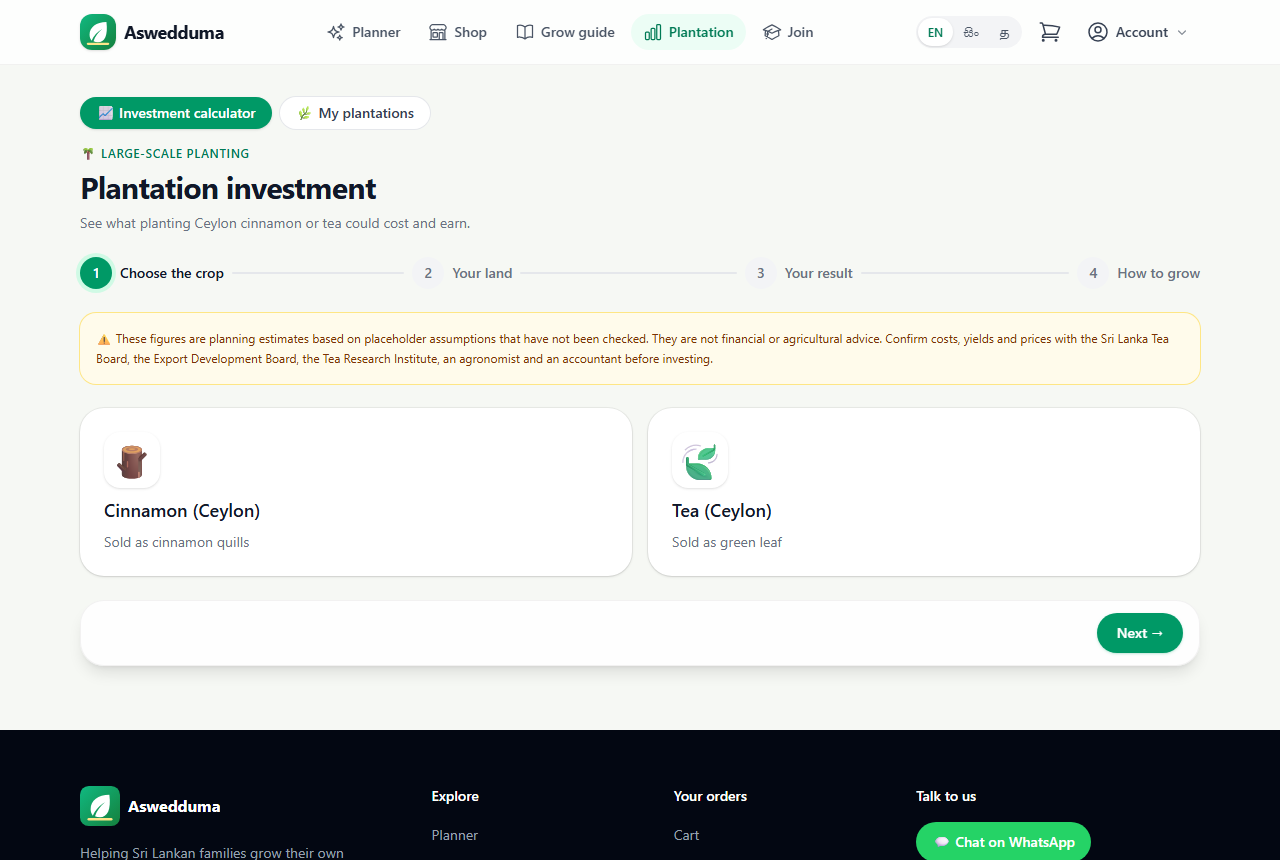 Aswedduma
Planner
Shop
Grow guide
Plantation
Join
EN
සිං
த
Account
Investment calculator
My plantations
LARGE-SCALE PLANTING
Plantation investment
See what planting Ceylon cinnamon or tea could cost and earn.
1 Choose the crop
2 Your land
3 Your result
4 How to grow
These figures are planning estimates based on placeholder assumptions that have not been checked. They are not financial or agricultural advice. Confirm costs, yields and prices with the Sri Lanka Tea
Board, the Export Development Board, the Tea Research Institute, an agronomist and an accountant before investing.
Cinnamon (Ceylon)
Sold as cinnamon quills
Tea (Ceylon)
Sold as green leaf
Next →
Aswedduma
Helping Sri Lankan families grow their own
Explore
Planner
Your orders
Cart
Talk to us
Chat on WhatsApp